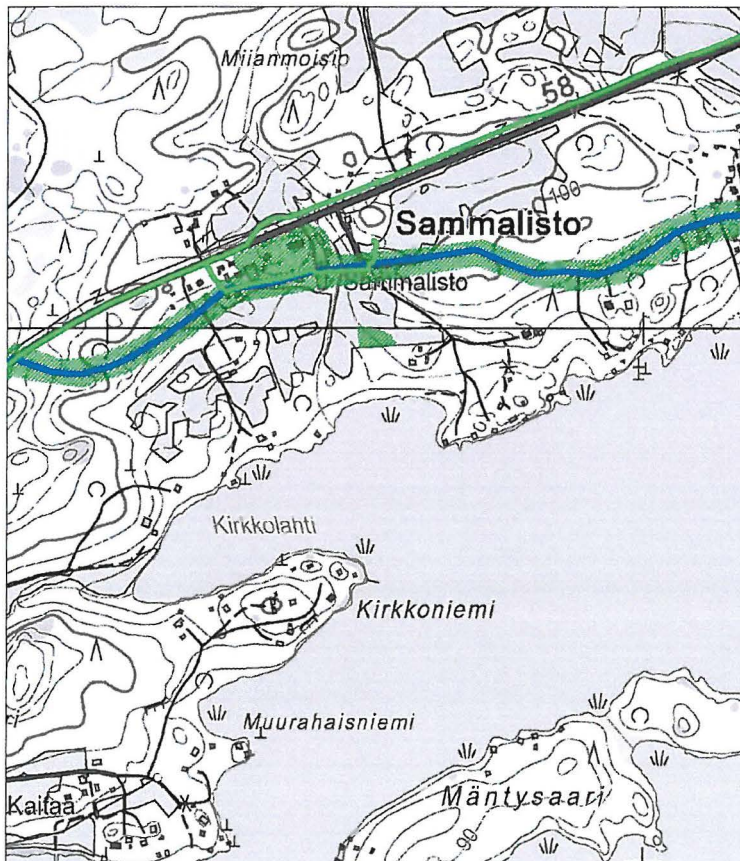 Miianmoisio
58
100
Sammalisto
Sammalisto
Kirkkolahti
Kirkkoniemi
Muurahaisniemi
Kaitaa
Mäntysaari
90